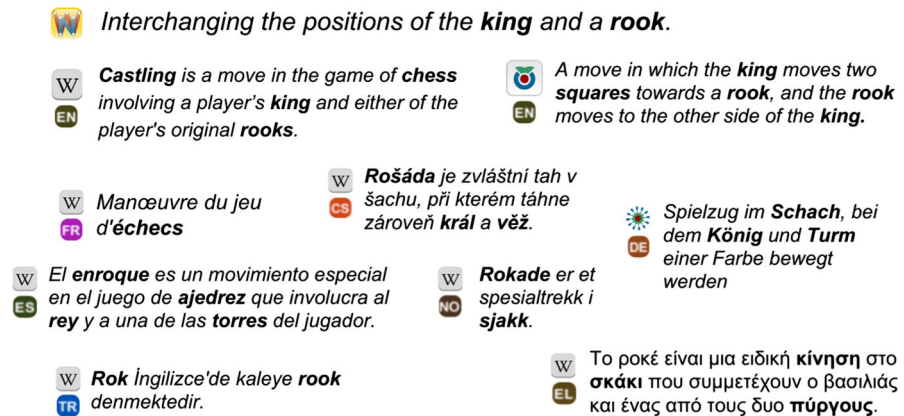 Interchanging the positions of the king and a rook.
W
EN
Castling is a move in the game of chess
involving a player's king and either of the
player's original rooks.
EN
A move in which the king moves two
squares towards a rook, and the rook
moves to the other side of the king.
W
FR
Manœuvre du jeu
d'échecs
W
CS
Rošáda je zvláštní tah v
šachu, při kterém táhne
zároveň král a věž.
DE
Spielzug im Schach, bei
dem König und Turm
einer Farbe bewegt
werden
W
ES
El enroque es un movimiento especial
en el juego de ajedrez que involucra al
rey y a una de las torres del jugador.
W
NO
Rokade er et
spesialtrekk i
sjakk.
W
TR
Rok İngilizce'de kaleye rook
denmektedir.
W
EL
Το ροκέ είναι μια ειδική κίνηση στο
σκάκι που συμμετέχουν ο βασιλιάς
και ένας από τους δυο πύργους.